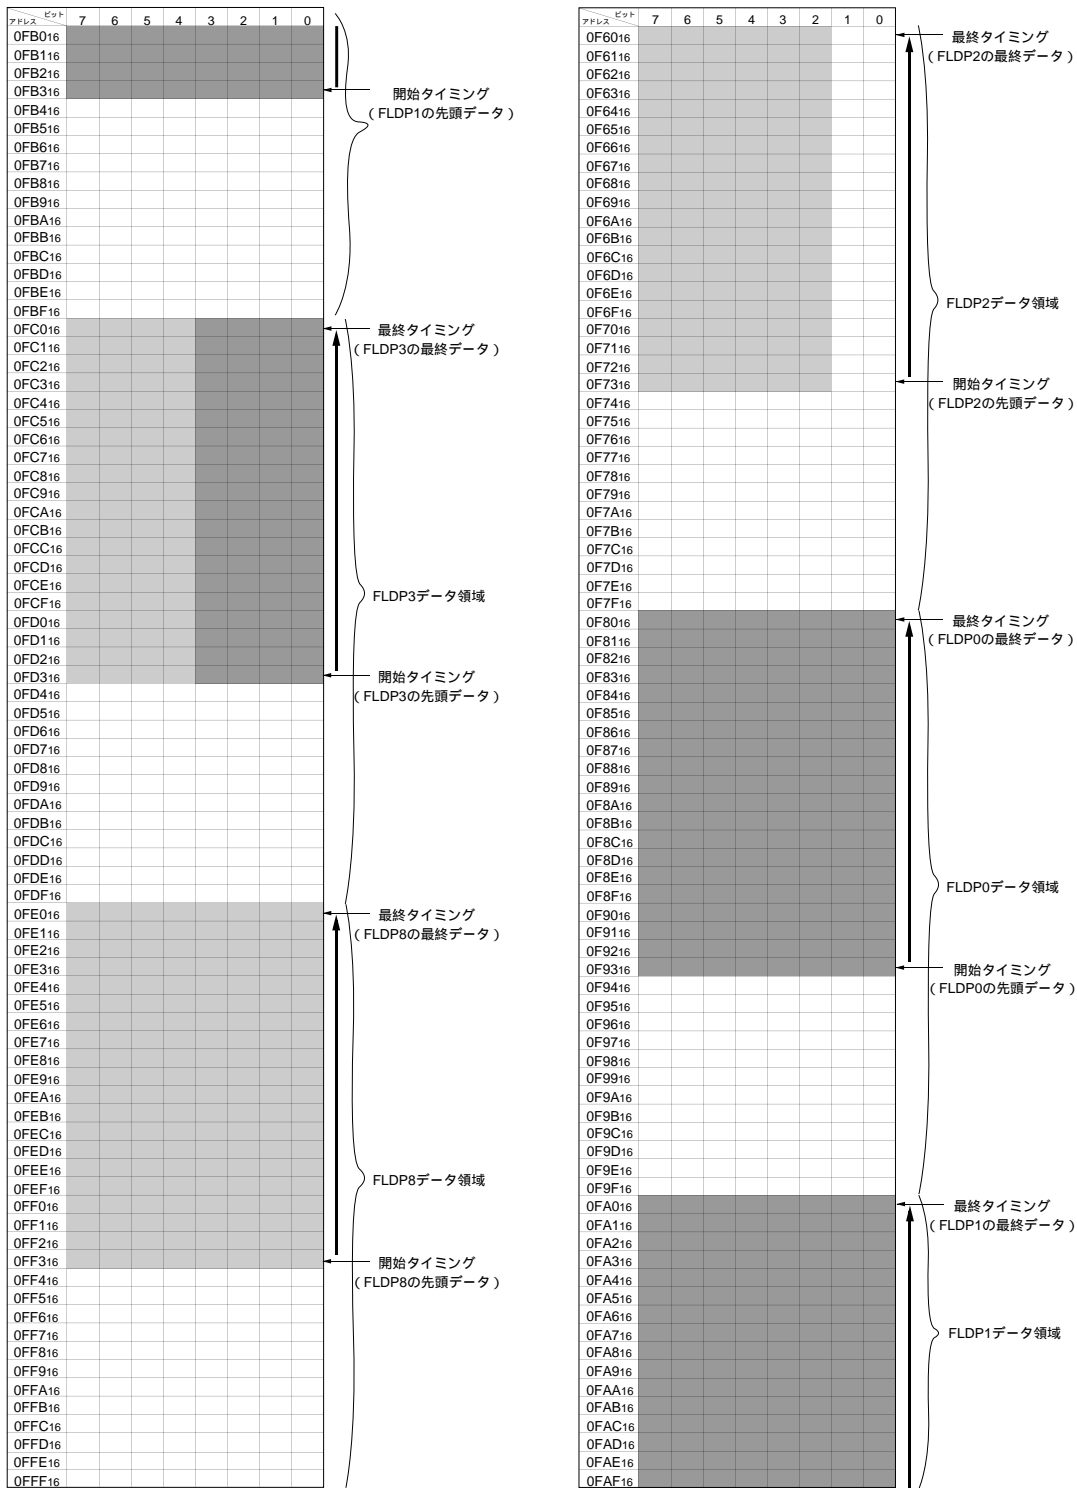 ビット
アドレス 7 6 5 4 3 2 1 0
0FB016
0FB116
0FB216
0FB316
0FB416
0FB516
0FB616
0FB716
0FB816
0FB916
0FBA16
0FBB16
0FBC16
0FBD16
0FBE16
0FBF16
0FC016
0FC116
0FC216
0FC316
0FC416
0FC516
0FC616
0FC716
0FC816
0FC916
0FCA16
0FCB16
0FCC16
0FCD16
0FCE16
0FCF16
0FD016
0FD116
0FD216
0FD316
0FD416
0FD516
0FD616
0FD716
0FD816
0FD916
0FDA16
0FDB16
0FDC16
0FDD16
0FDE16
0FDF16
0FE016
0FE116
0FE216
0FE316
0FE416
0FE516
0FE616
0FE716
0FE816
0FE916
0FEA16
0FEB16
0FEC16
0FED16
0FEE16
0FEF16
0FF016
0FF116
0FF216
0FF316
0FF416
0FF516
0FF616
0FF716
0FF816
0FF916
0FFA16
0FFB16
0FFC16
0FFD16
0FFE16
0FFF16
開始タイミング
(FLDP1の先頭データ)
最終タイミング
(FLDP3の最終データ)
FLDP3データ領域
開始タイミング
(FLDP3の先頭データ)
最終タイミング
(FLDP8の最終データ)
FLDP8データ領域
開始タイミング
(FLDP8の先頭データ)
ビット
アドレス 7 6 5 4 3 2 1 0
0F6016
0F6116
0F6216
0F6316
0F6416
0F6516
0F6616
0F6716
0F6816
0F6916
0F6A16
0F6B16
0F6C16
0F6D16
0F6E16
0F6F16
0F7016
0F7116
0F7216
0F7316
0F7416
0F7516
0F7616
0F7716
0F7816
0F7916
0F7A16
0F7B16
0F7C16
0F7D16
0F7E16
0F7F16
0F8016
0F8116
0F8216
0F8316
0F8416
0F8516
0F8616
0F8716
0F8816
0F8916
0F8A16
0F8B16
0F8C16
0F8D16
0F8E16
0F8F16
0F9016
0F9116
0F9216
0F9316
0F9416
0F9516
0F9616
0F9716
0F9816
0F9916
0F9A16
0F9B16
0F9C16
0F9D16
0F9E16
0F9F16
0FA016
0FA116
0FA216
0FA316
0FA416
0FA516
0FA616
0FA716
0FA816
0FA916
0FAA16
0FAB16
0FAC16
0FAD16
0FAE16
0FAF16
最終タイミング
(FLDP2の最終データ)
FLDP2データ領域
開始タイミング
(FLDP2の先頭データ)
最終タイミング
(FLDP0の最終データ)
FLDP0データ領域
開始タイミング
(FLDP0の先頭データ)
最終タイミング
(FLDP1の最終データ)
FLDP1データ領域